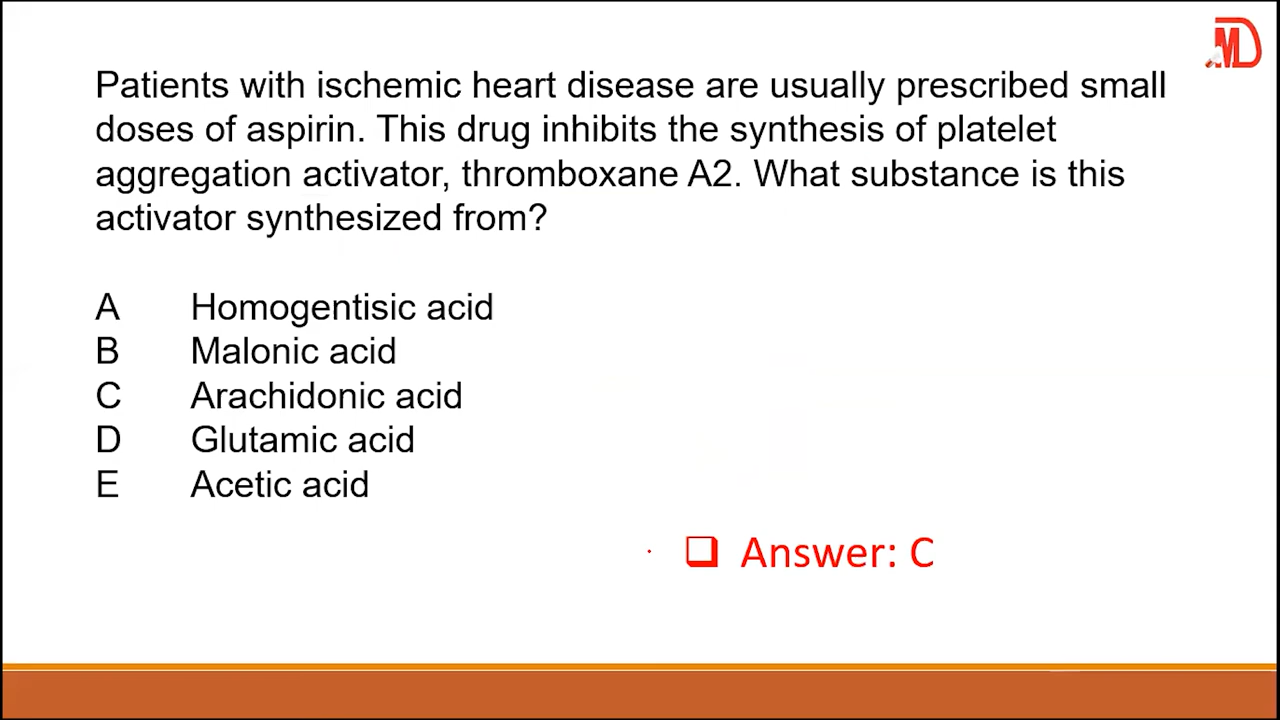 MD
Patients with ischemic heart disease are usually prescribed small
doses of aspirin. This drug inhibits the synthesis of platelet
aggregation activator, thromboxane A2. What substance is this
activator synthesized from?
A Homogentisic acid
B Malonic acid
C Arachidonic acid
D Glutamic acid
E Acetic acid
❑ Answer: C